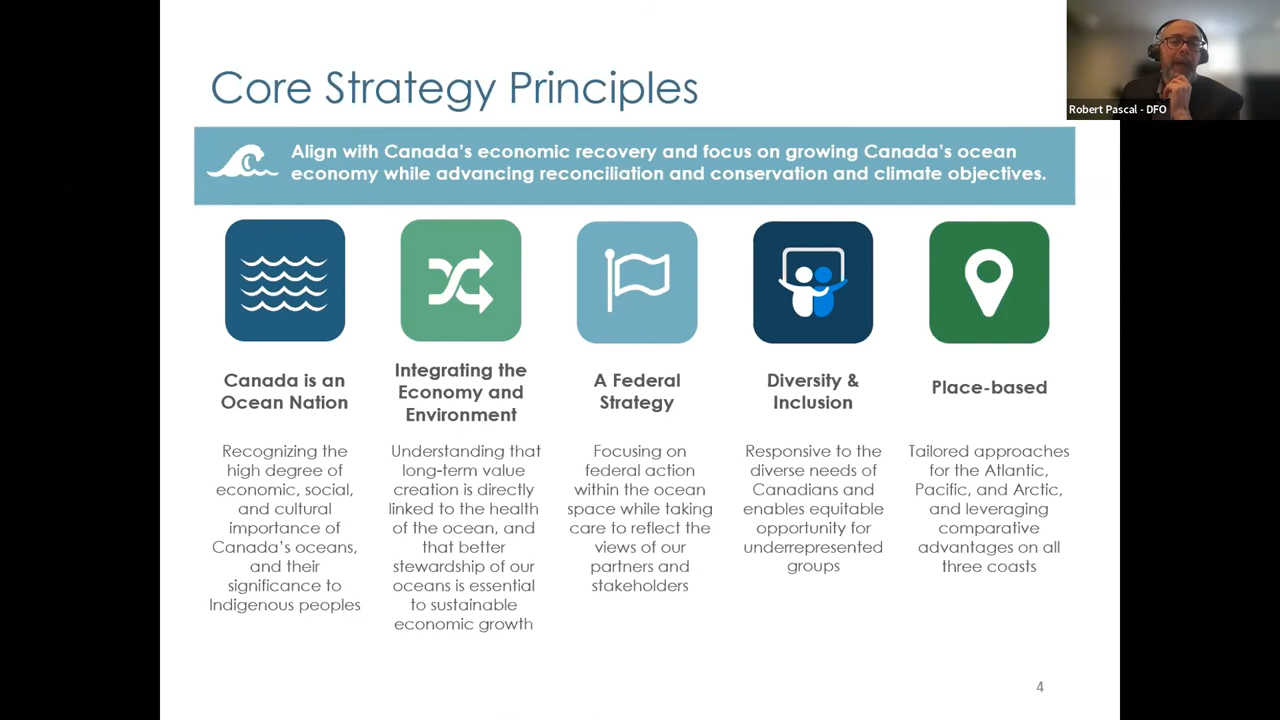 Core Strategy Principles
Robert Pascal - DFO
Align with Canada's economic recovery and focus on growing Canada's ocean
economy while advancing reconciliation and conservation and climate objectives.
Canada is an
Ocean Nation
Recognizing the
high degree of
economic, social,
and cultural
importance of
Canada's oceans,
and their
significance to
Indigenous peoples
Integrating the
Economy and
Environment
Understanding that
long-term value
creation is directly
linked to the health
of the ocean, and
that better
stewardship of our
oceans is essential
to sustainable
economic growth
A Federal
Strategy
Focusing on
federal action
within the ocean
space while taking
care to reflect the
views of our
partners and
stakeholders
Diversity &
Inclusion
Responsive to the
diverse needs of
Canadians and
enables equitable
opportunity for
underrepresented
groups
Place-based
Tailored approaches
for the Atlantic,
Pacific, and Arctic,
and leveraging
comparative
advantages on all
three coasts
4